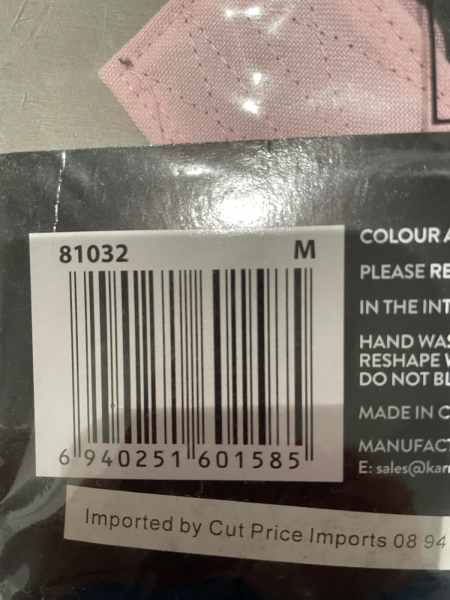 81032 M
6 940251 601585
COLOUR
PLEASE RE
IN THE INT
HAND WAS
RESHAPE
DO NOT BL
MADE IN C
MANUFAC
E: sales@kar
Imported by Cut Price Imports 08 94